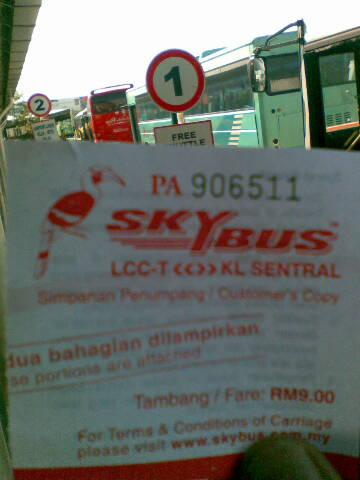 2
1
FREE
PA 906511
SKYBUS
LCC-T <<>> KL SENTRAL
Simpanan Penumpang / Customer's Copy
dua bahagian dilampirkan
se portions are attached
Tambang / Fare: RM9.00
For Terms & Conditions of Carriage
please visit www.skybus.com.my